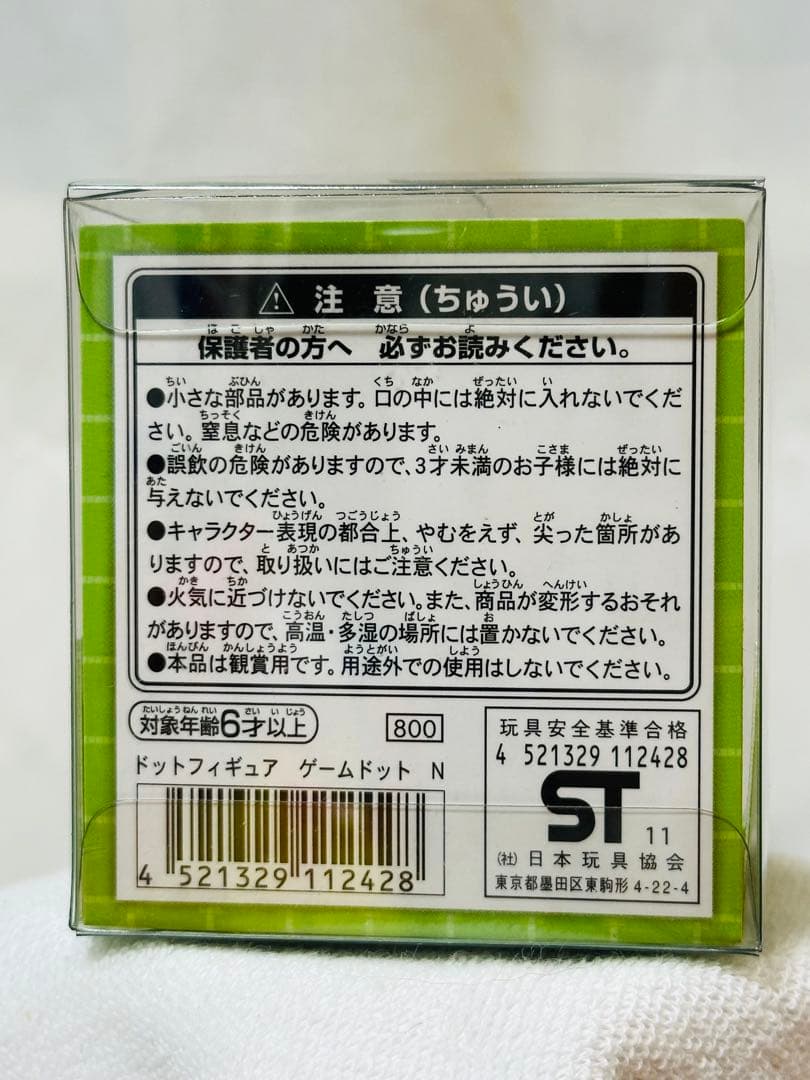 ⚠ 注意(ちゅうい)
保護者の方へ 必ずお読みください。
●小さな部品があります。口の中には絶対に入れないでくだ
さい。窒息などの危険があります。
●誤飲の危険がありますので、3才未満のお子様には絶対に
与えないでください。
●キャラクター表現の都合上、やむをえず、尖った箇所があ
りますので、取り扱いにはご注意ください。
●火気に近づけないでください。また、商品が変形するおそれ
がありますので、高温・多湿の場所には置かないでください。
●本品は観賞用です。用途外での使用はしないでください。
対象年齢6才以上
800
ドットフィギュア ゲームドット N
4 521329 112428
玩具安全基準合格
4 521329 112428
ST 11
(社)日本玩具協会
東京都墨田区東駒形 4-22-4